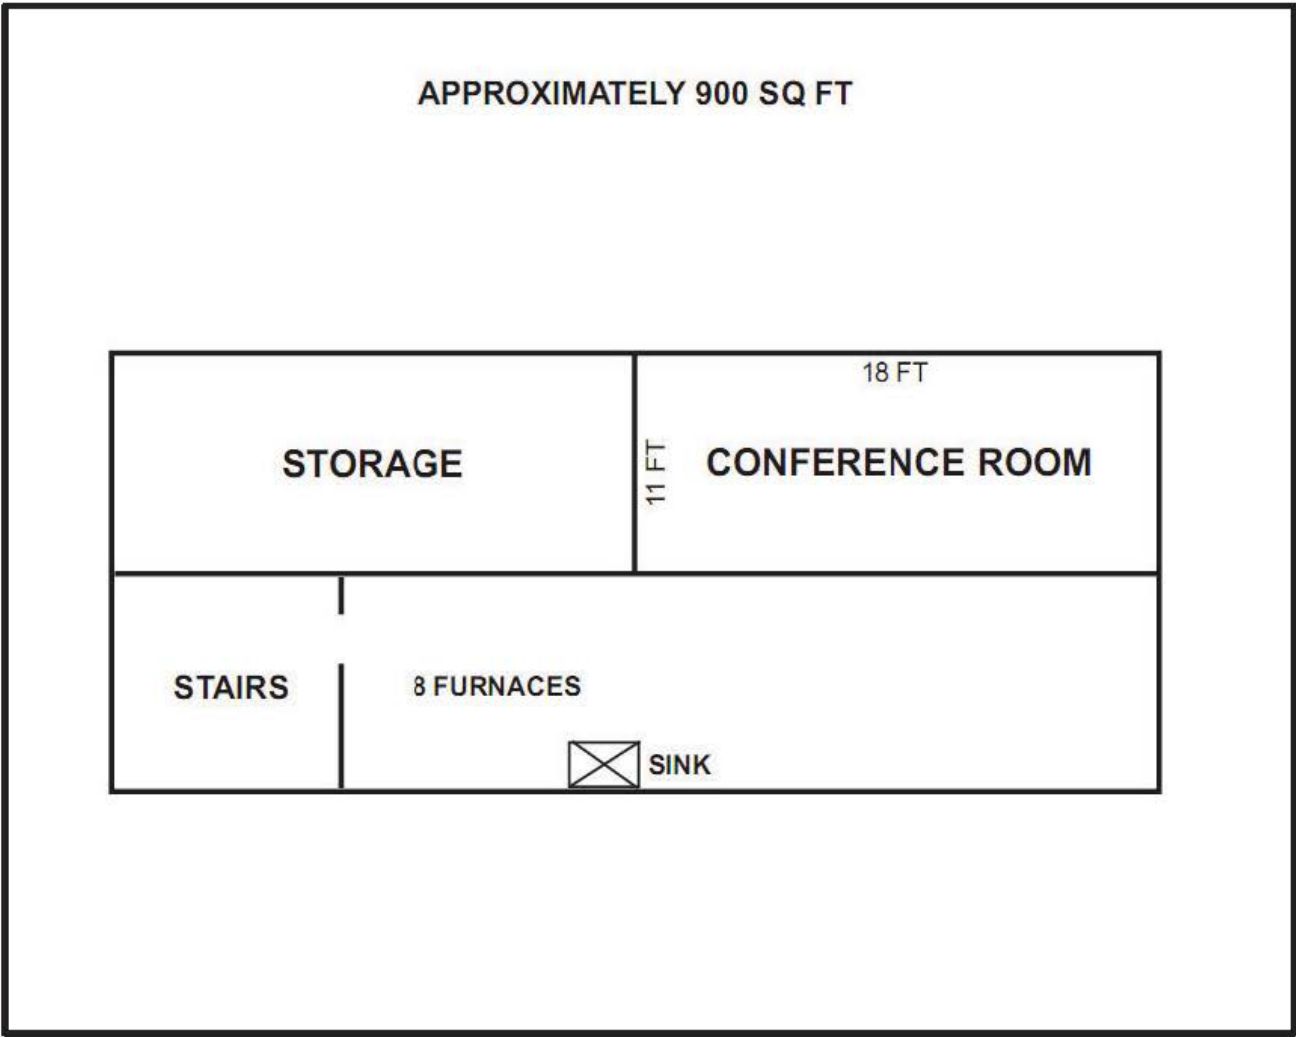 APPROXIMATELY 900 SQ FT
18 FT
STORAGE
11 FT
CONFERENCE ROOM
STAIRS
8 FURNACES
SINK